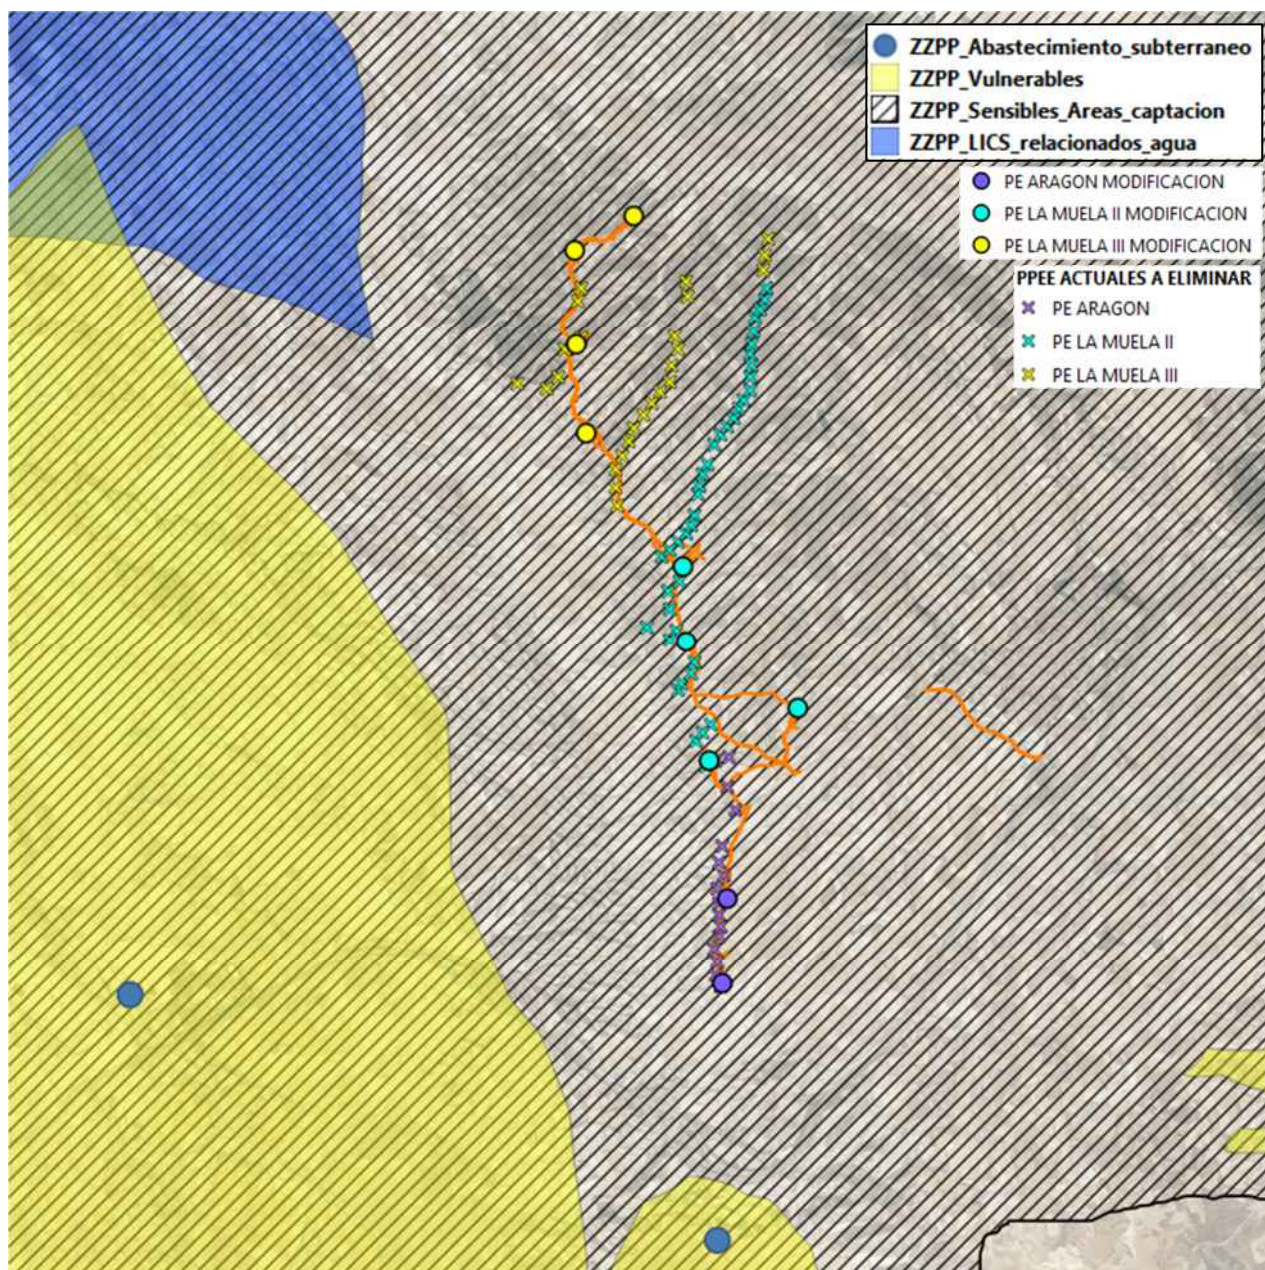 ZZPP_Abastecimiento_subterraneo
ZZPP_Vulnerables
ZZPP_Sensibles_Areas_captacion
ZZPP_LICS_relacionados_agua
PE ARAGON MODIFICACION
PE LA MUELA II MODIFICACION
PE LA MUELA III MODIFICACION
PPEE ACTUALES A ELIMINAR
PE ARAGON
PE LA MUELA II
PE LA MUELA III